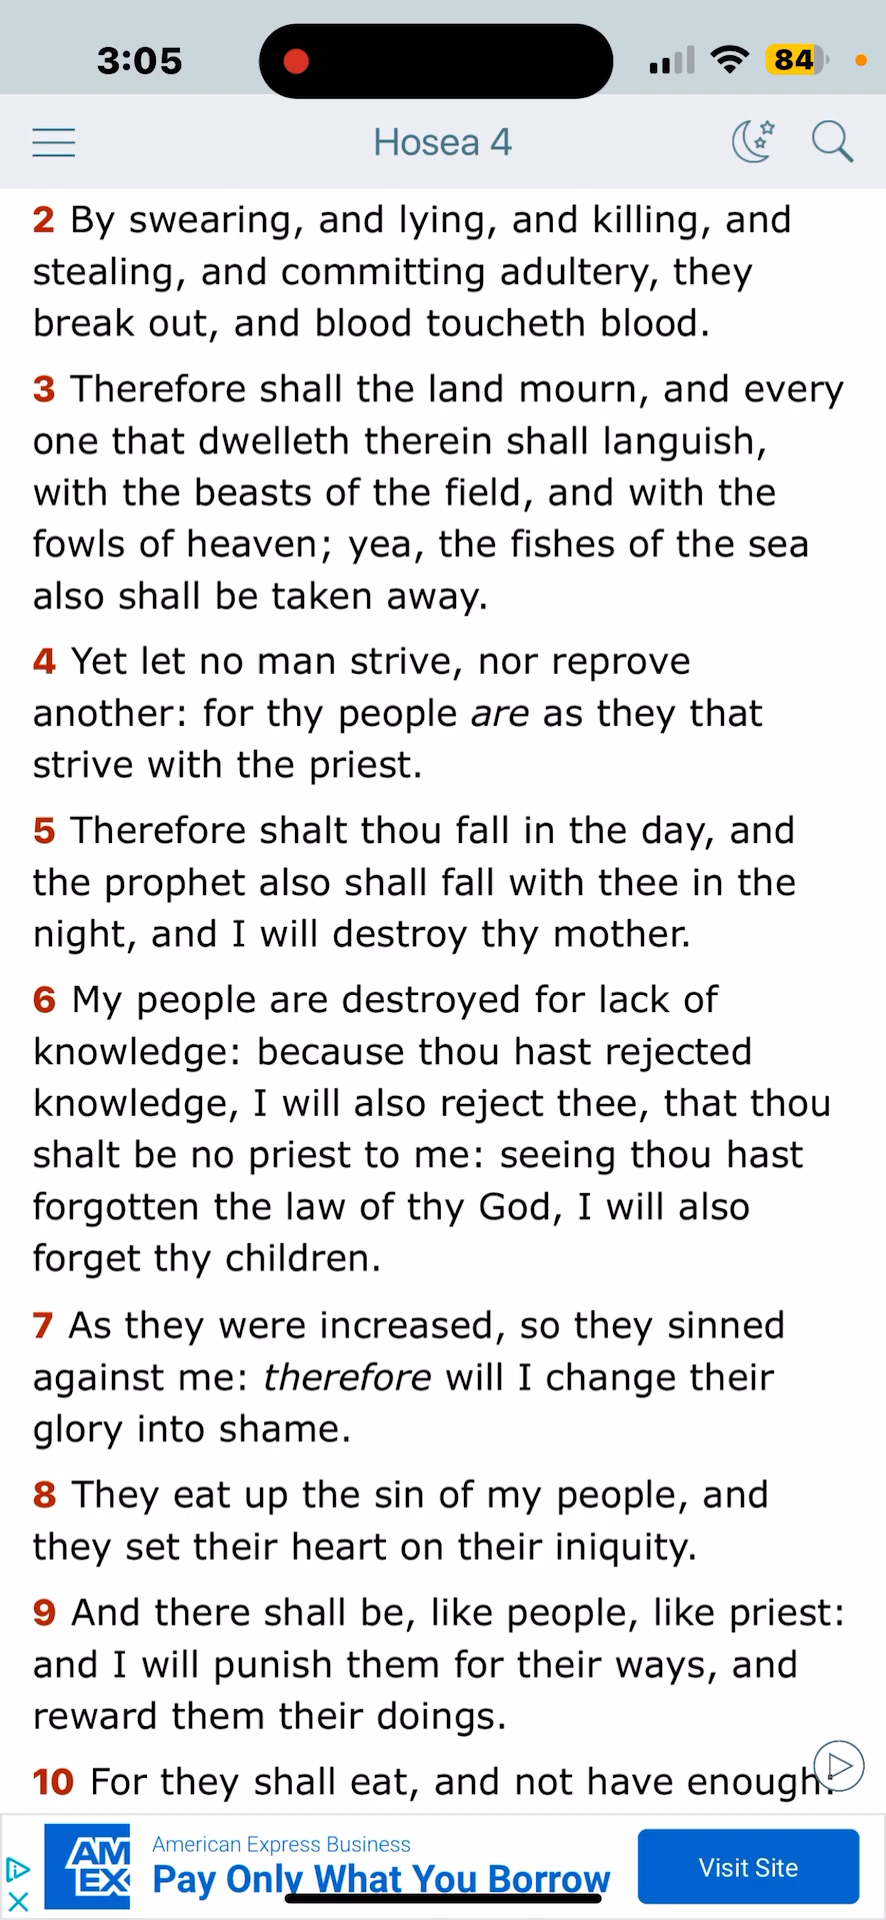 3:05
84
Hosea 4
2 By swearing, and lying, and killing, and
stealing, and committing adultery, they
break out, and blood toucheth blood.
3 Therefore shall the land mourn, and every
one that dwelleth therein shall languish,
with the beasts of the field, and with the
fowls of heaven; yea, the fishes of the sea
also shall be taken away.
4 Yet let no man strive, nor reprove
another: for thy people are as they that
strive with the priest.
5 Therefore shalt thou fall in the day, and
the prophet also shall fall with thee in the
night, and I will destroy thy mother.
6 My people are destroyed for lack of
knowledge: because thou hast rejected
knowledge, I will also reject thee, that thou
shalt be no priest to me: seeing thou hast
forgotten the law of thy God, I will also
forget thy children.
7 As they were increased, so they sinned
against me: therefore will I change their
glory into shame.
8 They eat up the sin of my people, and
they set their heart on their iniquity.
9 And there shall be, like people, like priest:
and I will punish them for their ways, and
reward them their doings.
10 For they shall eat, and not have enough:
AM
EX
American Express Business
Pay Only What You Borrow
Visit Site